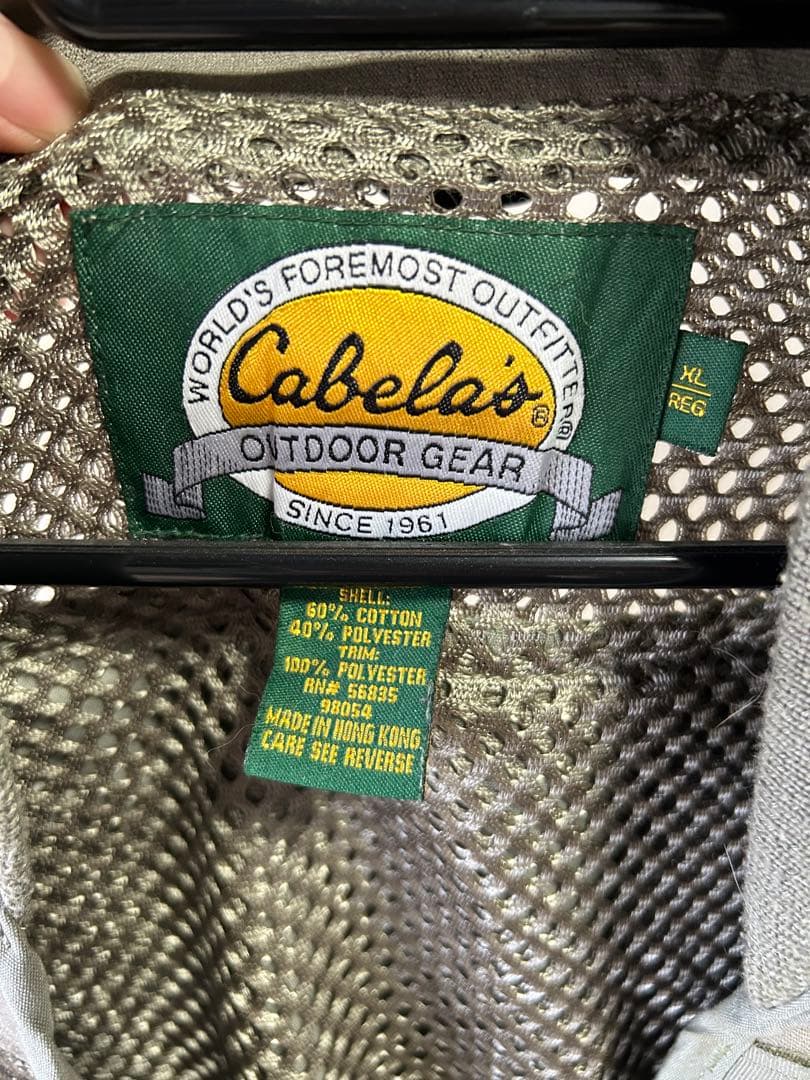 WORLD'S FOREMOST OUTFITTER®
Cabela's®
OUTDOOR GEAR
SINCE 1961
XL
REG
SHELL:
60% COTTON
40% POLYESTER
TRIM:
100% POLYESTER
RN# 56835
98054
MADE IN HONG KONG
CARE SEE REVERSE